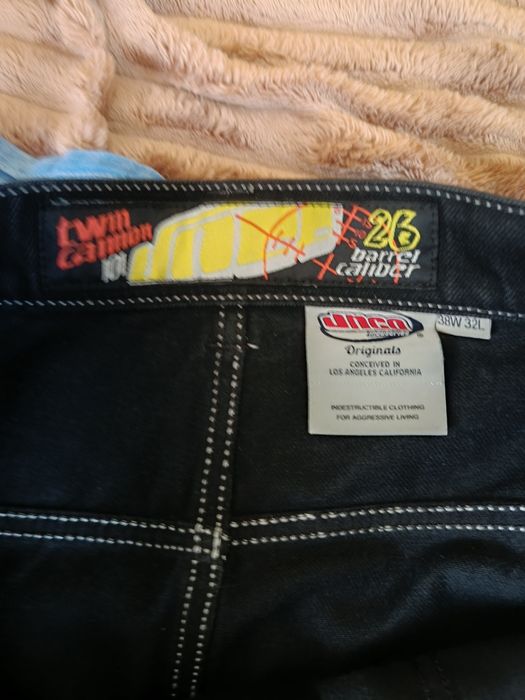 twin
cannon
JNCO
26
barrel
caliber
JNCO
Originals
CONCEIVED IN
LOS ANGELES CALIFORNIA
INDESTRUCTIBLE CLOTHING
FOR AGGRESSIVE LIVING
38W 32L